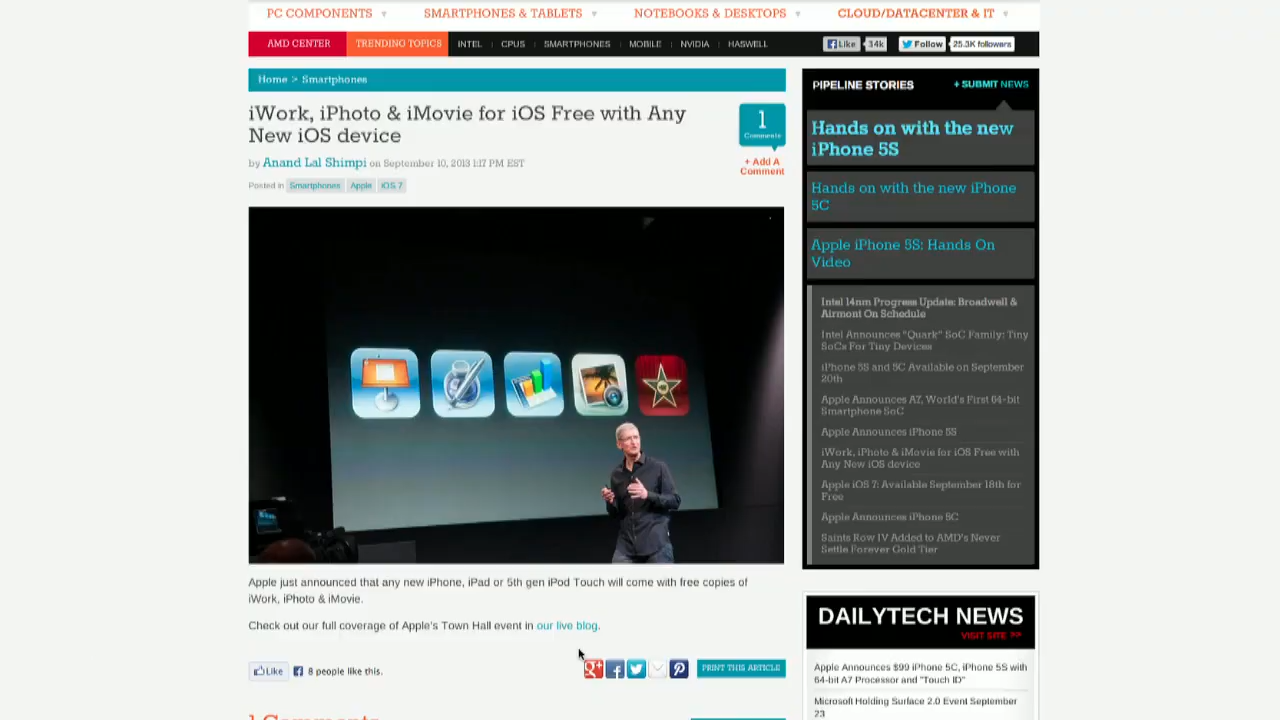 PC COMPONENTS SMARTPHONES & TABLETS NOTEBOOKS & DESKTOPS CLOUD/DATACENTER & IT
AMD CENTER TRENDING TOPICS INTEL CPUS SMARTPHONES MOBILE NVIDIA HASWELL Like 34k Follow 25.3K followers
Home > Smartphones
iWork, iPhoto & iMovie for iOS Free with Any
New iOS device
by Anand Lal Shimpi on September 10, 2013 1:17 PM EST
Posted in Smartphones Apple iOS 7
1
Comments
+ Add A
Comment
Apple just announced that any new iPhone, iPad or 5th gen iPod Touch will come with free copies of
iWork, iPhoto & iMovie.
Check out our full coverage of Apple's Town Hall event in our live blog.
Like 8 people like this.
PRINT THIS ARTICLE
1 Comments
PIPELINE STORIES + SUBMIT NEWS
Hands on with the new
iPhone 5S
Hands on with the new iPhone
5C
Apple iPhone 5S: Hands On
Video
Intel 14nm Progress Update: Broadwell &
Airmont On Schedule
Intel Announces "Quark" SoC Family: Tiny
SoCs For Tiny Devices
iPhone 5S and 5C Available on September
20th
Apple Announces A7, World's First 64-bit
Smartphone SoC
Apple Announces iPhone 5S
iWork, iPhoto & iMovie for iOS Free with
Any New iOS device
Apple iOS 7: Available September 18th for
Free
Apple Announces iPhone 5C
Saints Row IV Added to AMD's Never
Settle Forever Gold Tier
DAILYTECH NEWS
VISIT SITE >>
Apple Announces $99 iPhone 5C, iPhone 5S with
64-bit A7 Processor and "Touch ID"
Microsoft Holding Surface 2.0 Event September
23